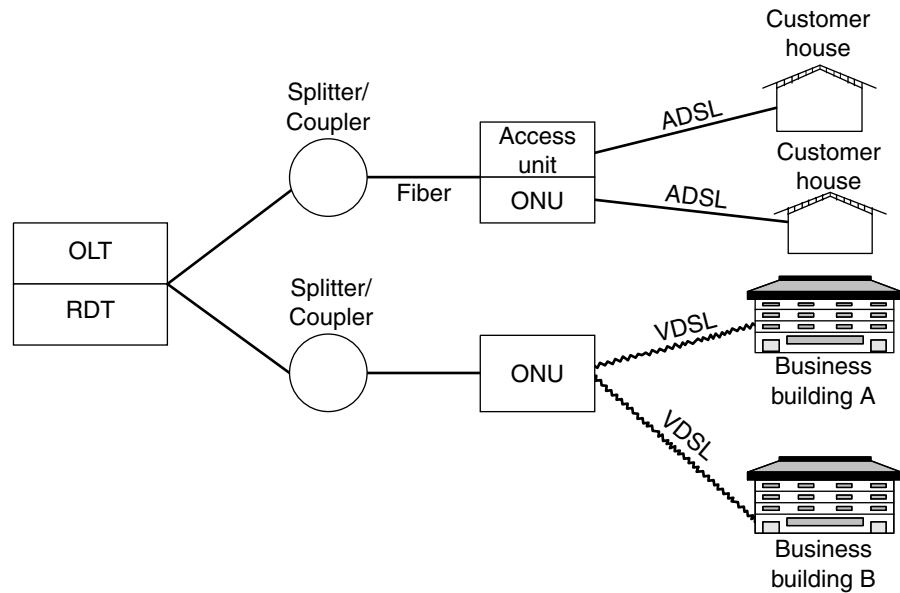 Customer
house
Splitter/
Coupler
ADSL
Access
unit
Fiber
ONU
Customer
house
ADSL
OLT
RDT
Splitter/
Coupler
VDSL
ONU
Business
building A
VDSL
Business
building B